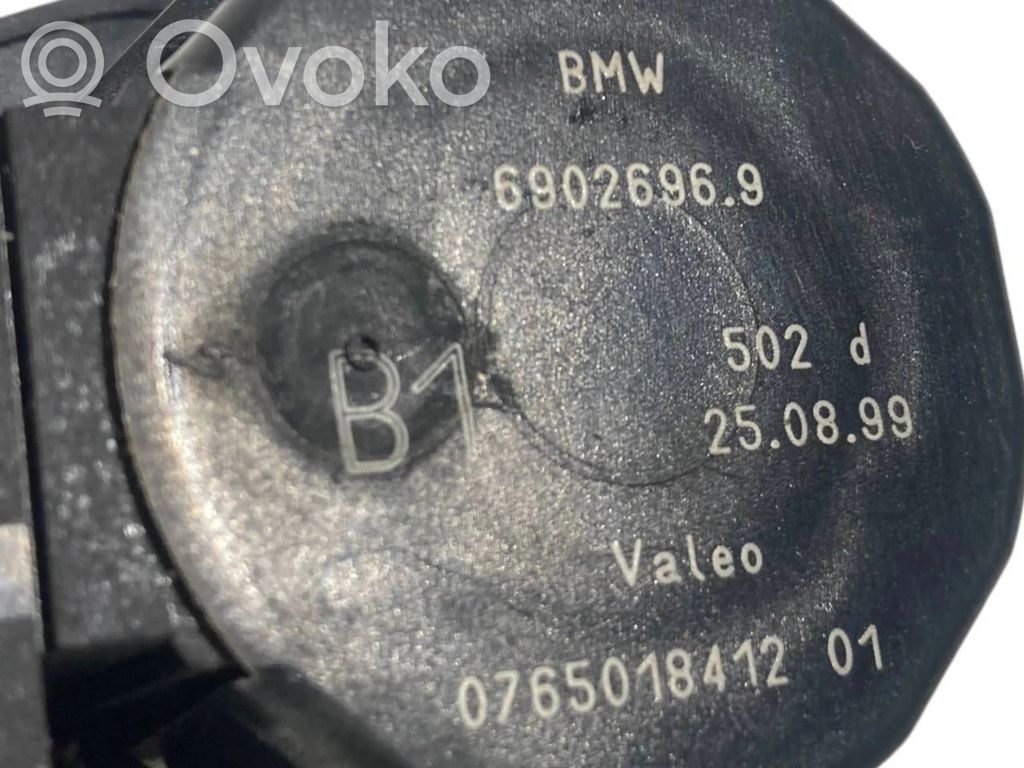 Ovoko
BMW
6902696.9
502 d
B1
25.08.99
Valeo
0765018412 01